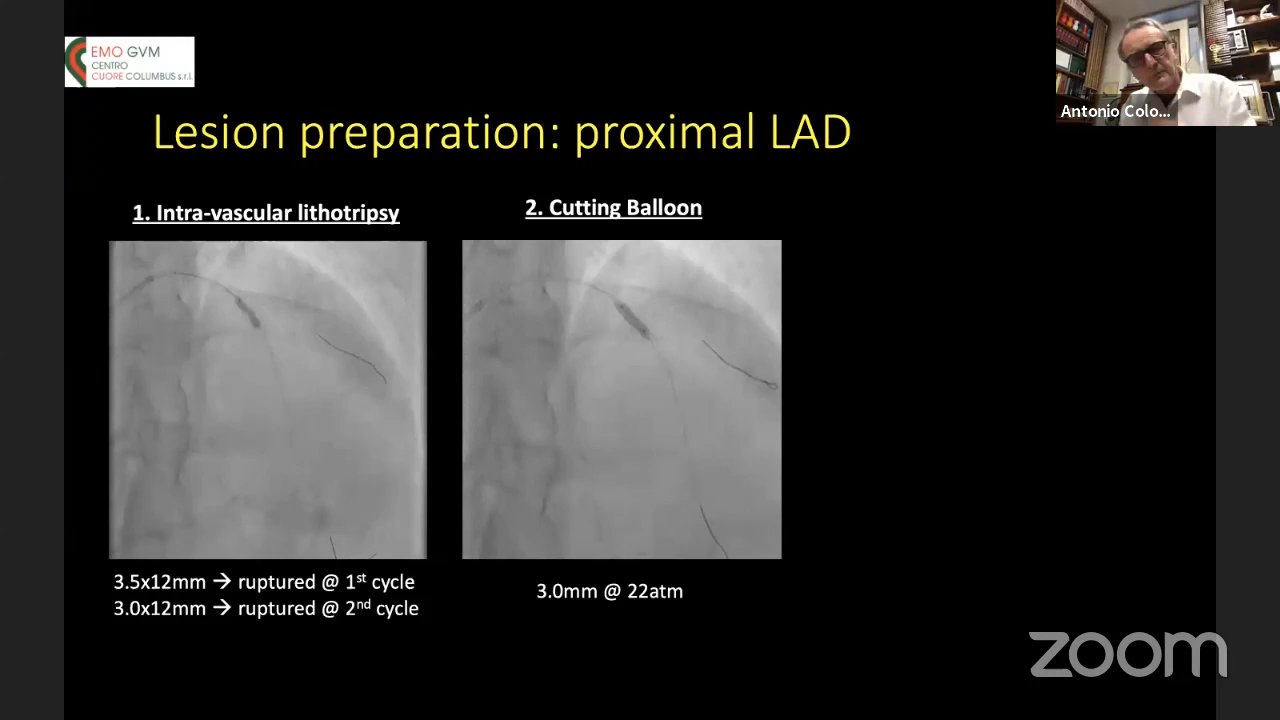 EMO GVM
CENTRO
CUORE COLUMBUS s.r.l.
Antonio Colo...
Lesion preparation: proximal LAD
1. Intra-vascular lithotripsy
2. Cutting Balloon
3.5x12mm → ruptured @ 1st cycle
3.0x12mm → ruptured @ 2nd cycle
3.0mm @ 22atm
zoom